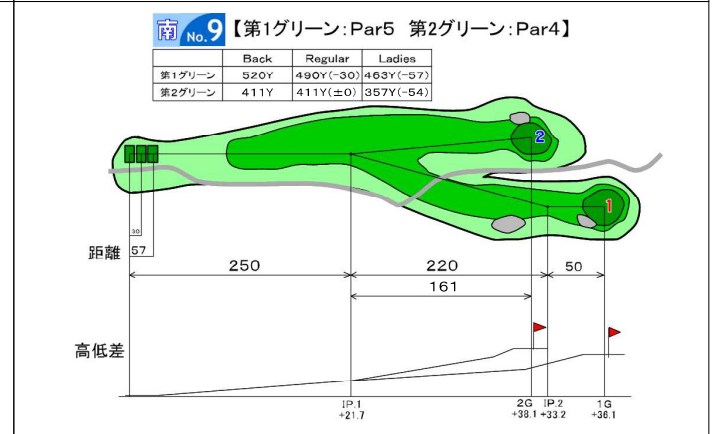 南 No.9 【第1グリーン:Par5 第2グリーン:Par4】
Back Regular Ladies
第1グリーン 520Y 490Y(-30) 463Y(-57)
第2グリーン 411Y 411Y(±0) 357Y(-54)
2
1
30
距離 57
250 220 50
161
高低差
IP.1 2G IP.2 1G
+21.7 +38.1 +33.2 +36.1